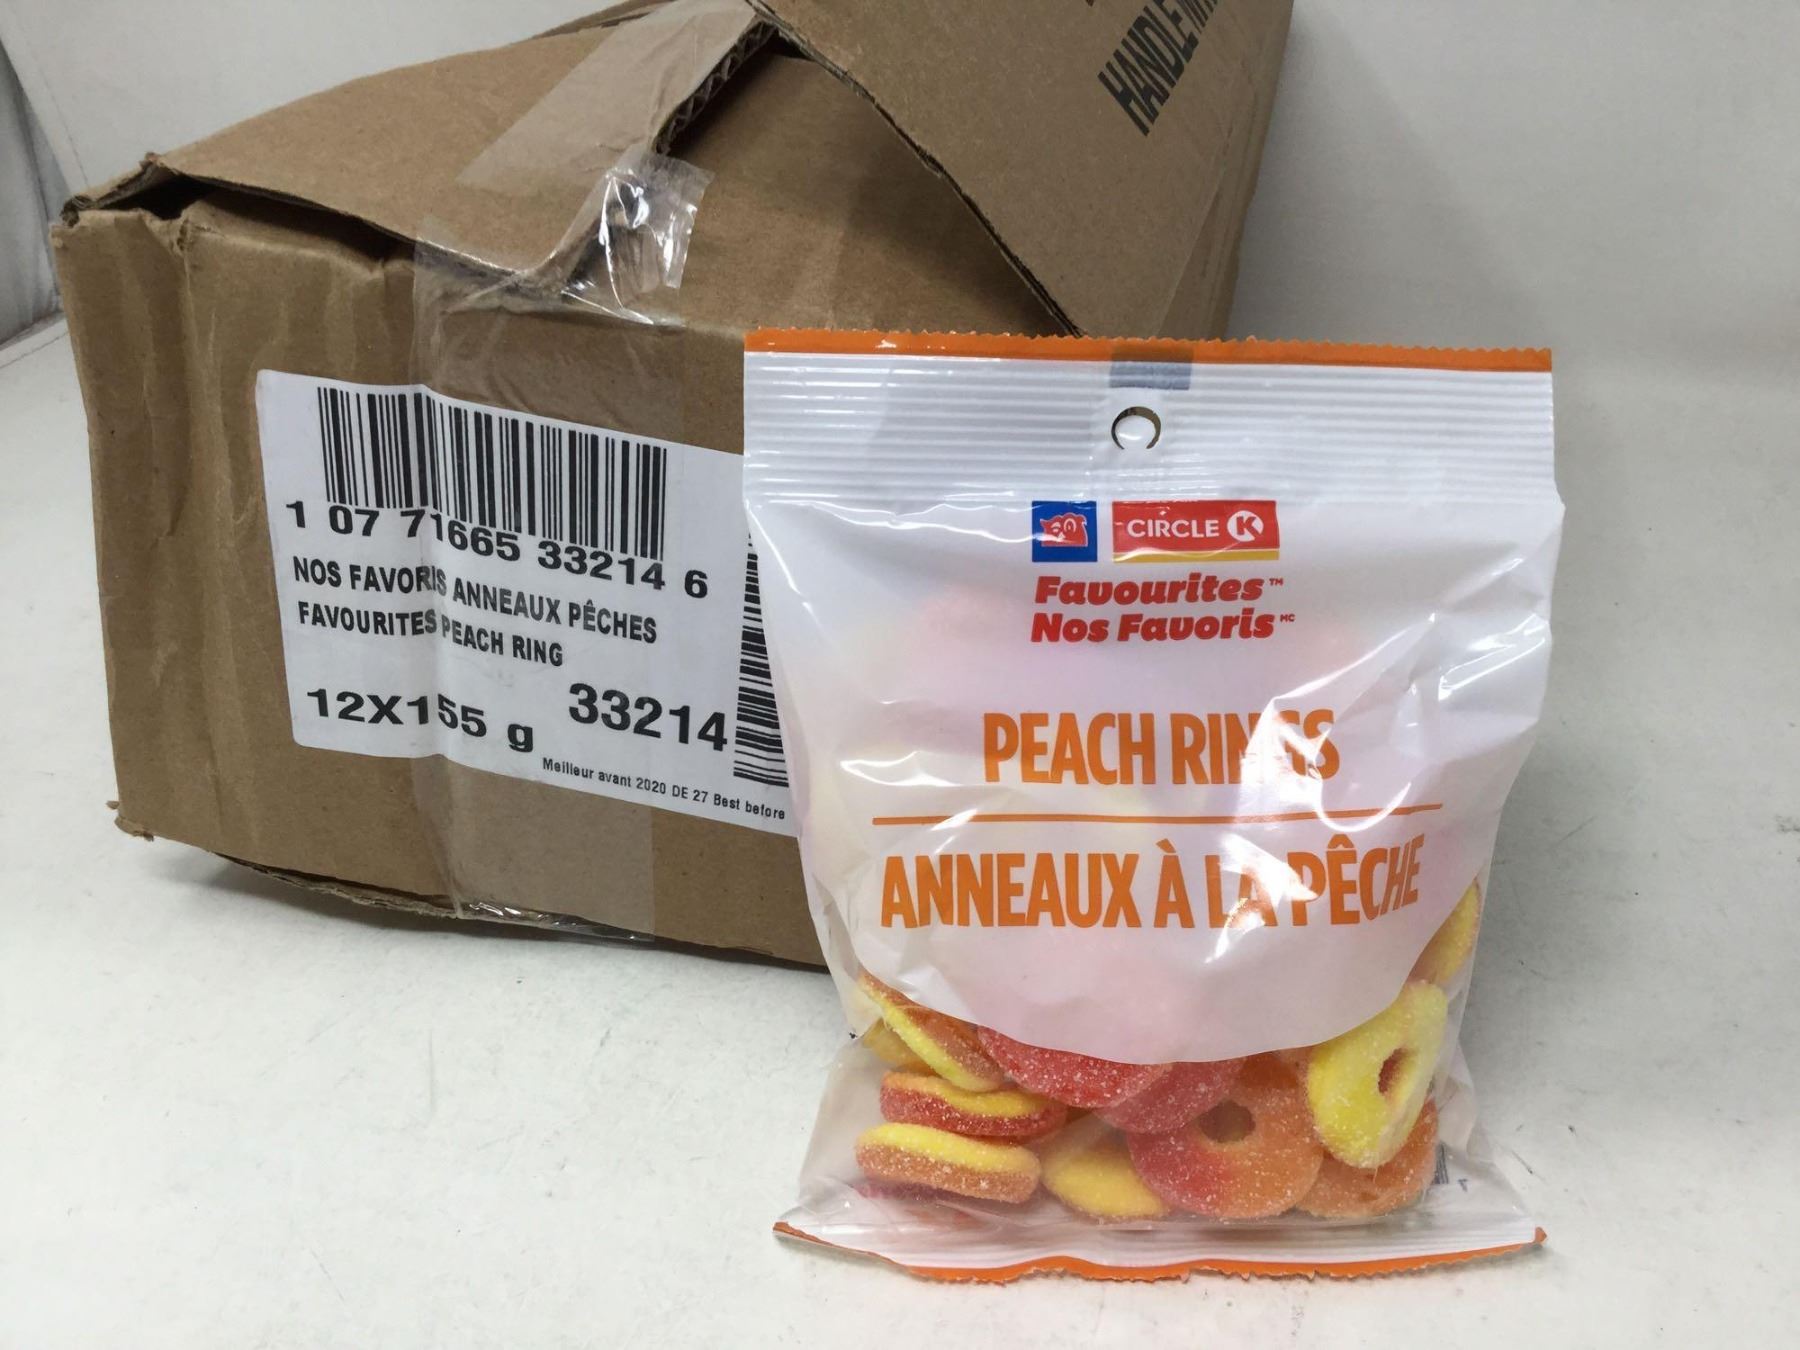 HANDLE
1 07 71665 33214 6
NOS FAVORIS ANNEAUX PÊCHES
FAVOURITES PEACH RING
12X155 g 33214
Meilleur avant 2020 DE 27 Best before
CIRCLE K
Favourites™
Nos Favoris MC
PEACH RINGS
ANNEAUX À LA PÊCHE